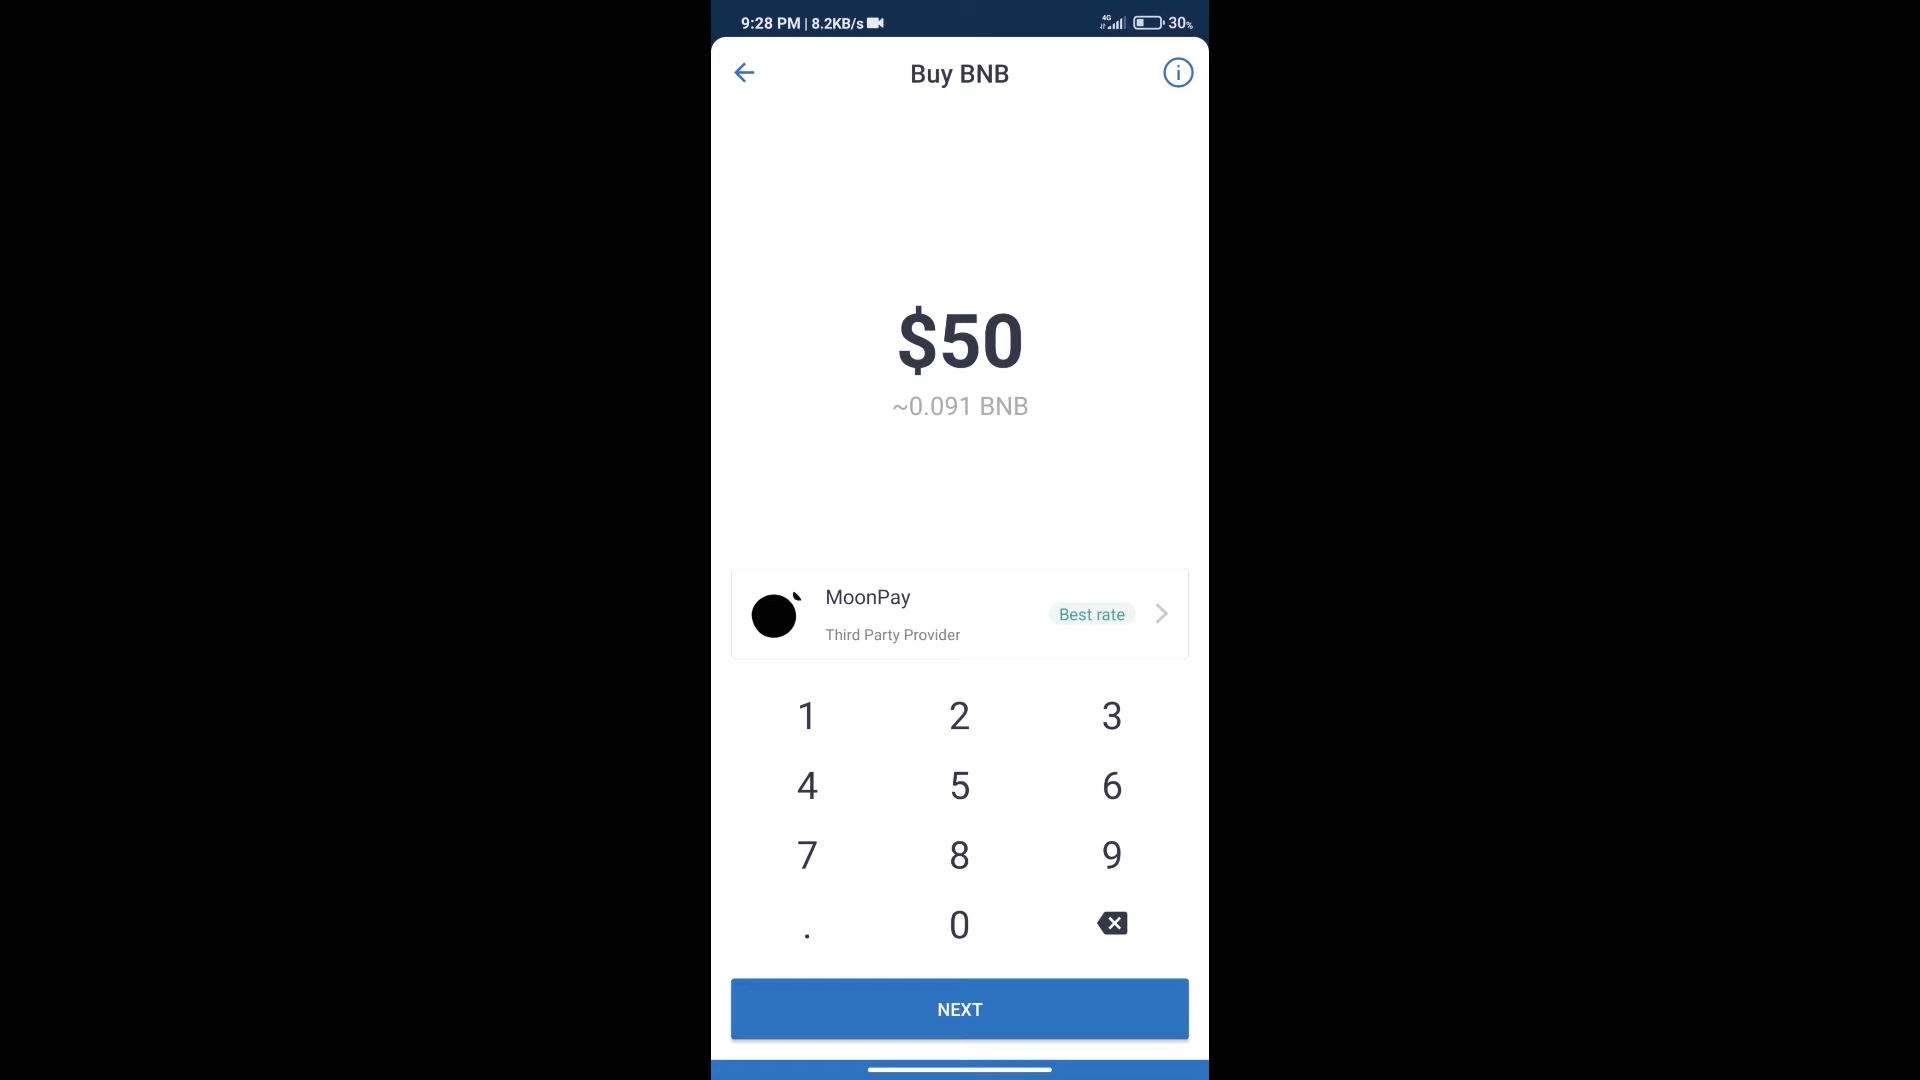 9:28 PM | 8.2KB/s 4G 30%
Buy BNB
$50
~0.091 BNB
MoonPay
Best rate
Third Party Provider
1 2 3
4 5 6
7 8 9
. 0
NEXT